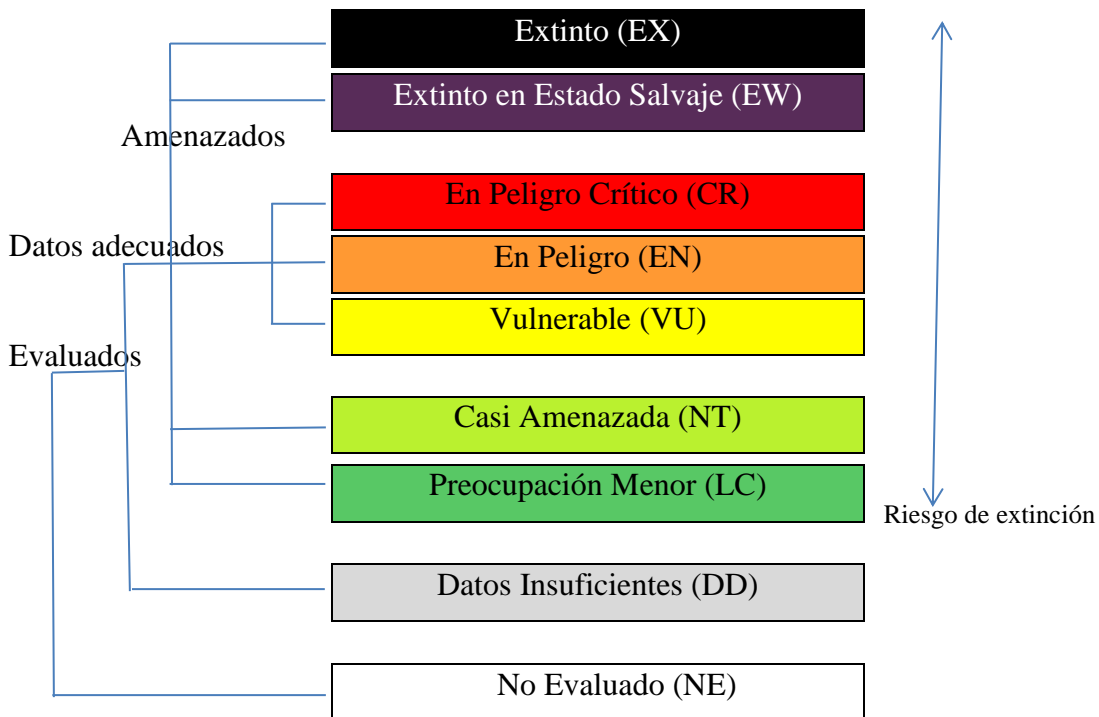 Extinto (EX)
Extinto en Estado Salvaje (EW)
Amenazados
En Peligro Crítico (CR)
Datos adecuados
En Peligro (EN)
Vulnerable (VU)
Evaluados
Casi Amenazada (NT)
Preocupación Menor (LC)
Riesgo de extinción
Datos Insuficientes (DD)
No Evaluado (NE)